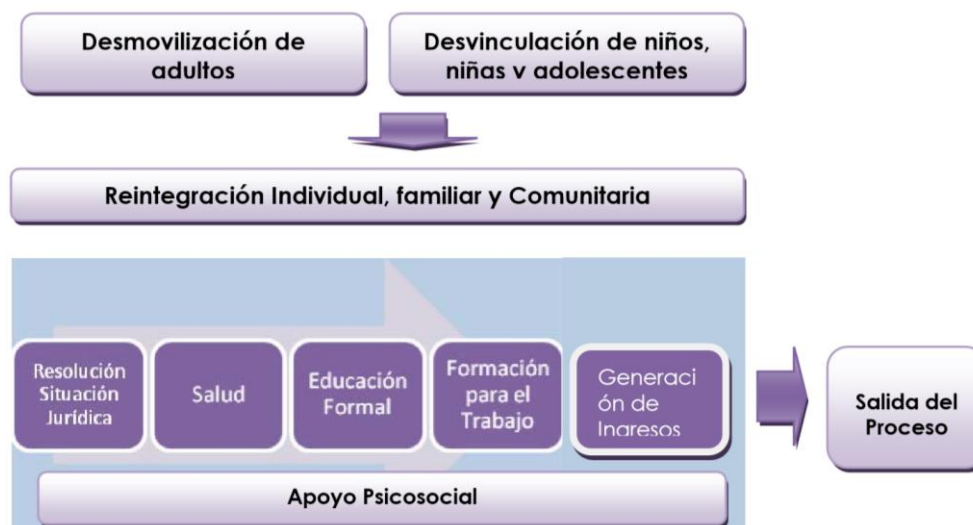 Desmovilización de
adultos
Desvinculación de niños,
niñas v adolescentes
Reintegración Individual, familiar y Comunitaria
Resolución
Situación
Jurídica
Salud
Educación
Formal
Formación
para el
Trabajo
Generaci
ón de
Ingresos
Salida del
Proceso
Apoyo Psicosocial